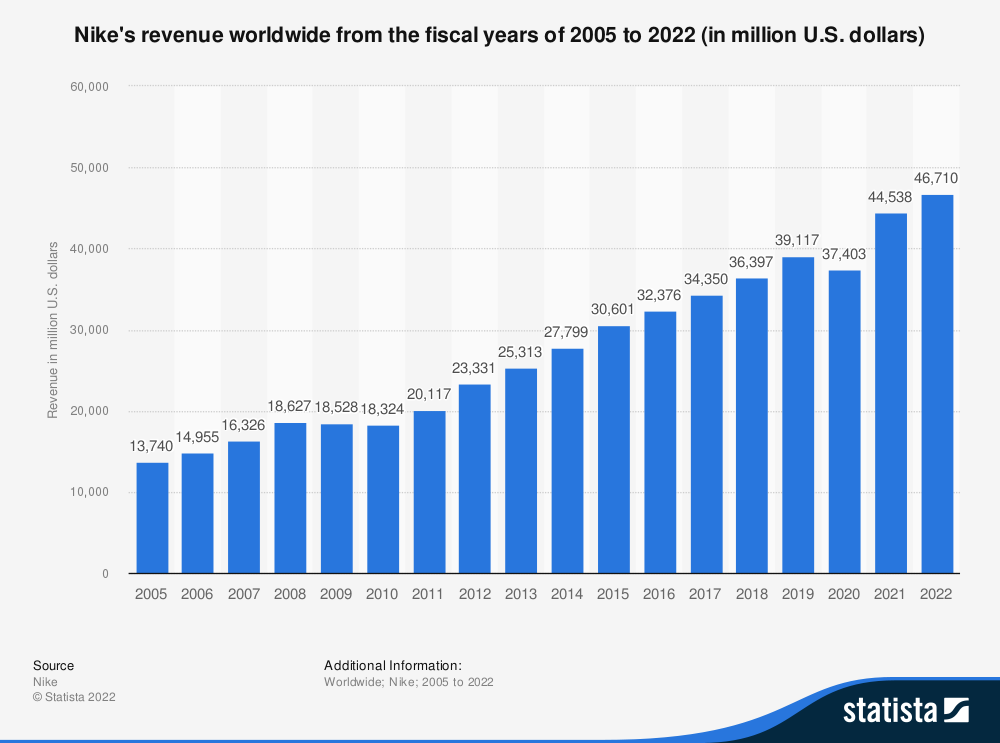 Nike's revenue worldwide from the fiscal years of 2005 to 2022 (in million U.S. dollars)
Revenue in million U.S. dollars
60,000
50,000
40,000
30,000
20,000
10,000
0
13,740
14,955
16,326
18,627
18,528
18,324
20,117
23,331
25,313
27,799
30,601
32,376
34,350
36,397
39,117
37,403
44,538
46,710
2005 2006 2007 2008 2009 2010 2011 2012 2013 2014 2015 2016 2017 2018 2019 2020 2021 2022
Source
Nike
© Statista 2022
Additional Information:
Worldwide; Nike; 2005 to 2022
statista